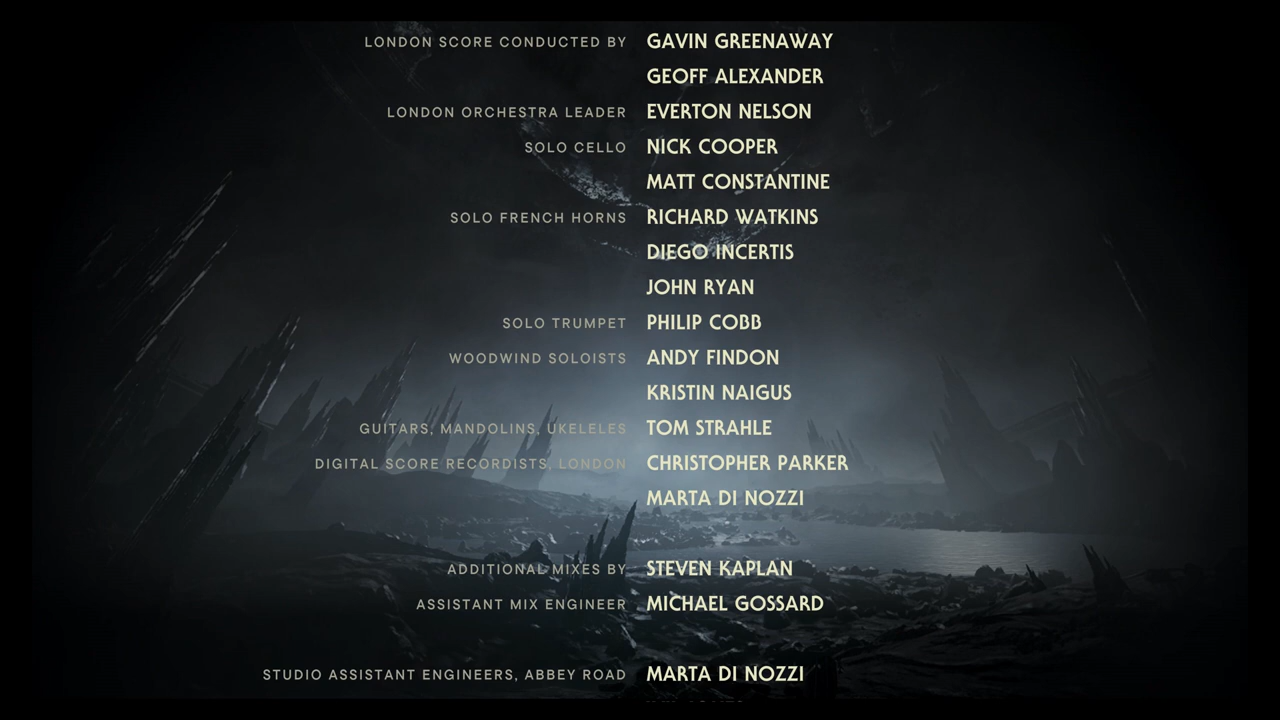 LONDON SCORE CONDUCTED BY GAVIN GREENAWAY
GEOFF ALEXANDER
LONDON ORCHESTRA LEADER EVERTON NELSON
SOLO CELLO NICK COOPER
MATT CONSTANTINE
SOLO FRENCH HORNS RICHARD WATKINS
DIEGO INCERTIS
JOHN RYAN
SOLO TRUMPET PHILIP COBB
WOODWIND SOLOISTS ANDY FINDON
KRISTIN NAIGUS
GUITARS, MANDOLINS, UKELELES TOM STRAHLE
DIGITAL SCORE RECORDISTS, LONDON CHRISTOPHER PARKER
MARTA DI NOZZI
ADDITIONAL MIXES BY STEVEN KAPLAN
ASSISTANT MIX ENGINEER MICHAEL GOSSARD
STUDIO ASSISTANT ENGINEERS, ABBEY ROAD MARTA DI NOZZI